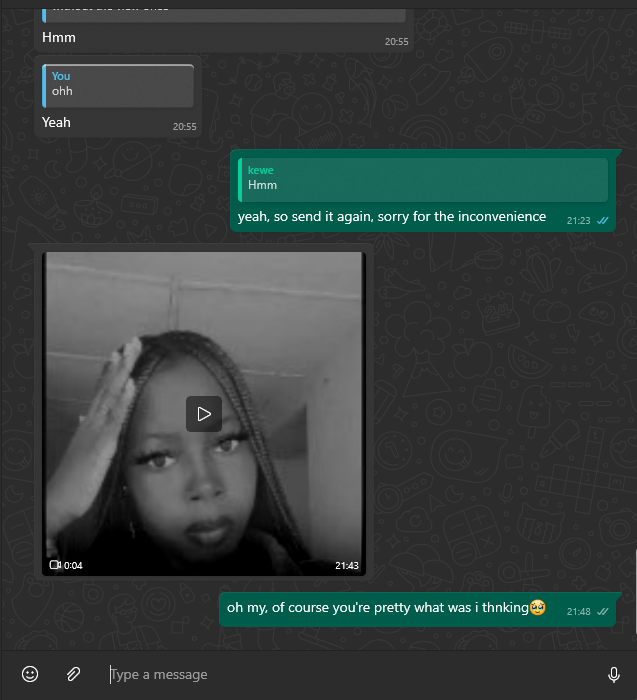 Hmm
20:55
You
ohh
Yeah
20:55
kewe
Hmm
yeah, so send it again, sorry for the inconvenience
21:23
0:04
21:43
oh my, of course you're pretty what was i thnking🥹
21:48
Type a message